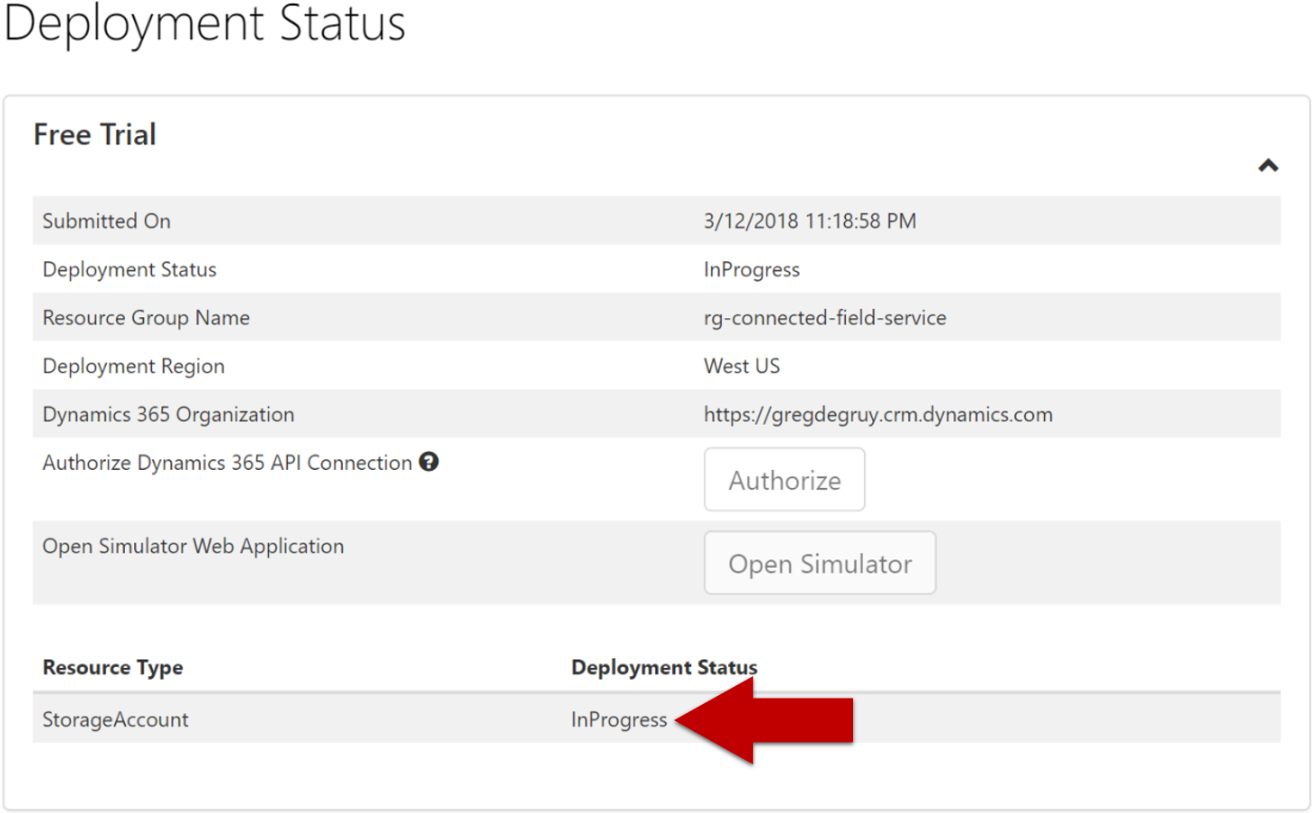 Deployment Status
Free Trial
Submitted On 3/12/2018 11:18:58 PM
Deployment Status InProgress
Resource Group Name rg-connected-field-service
Deployment Region West US
Dynamics 365 Organization https://gregdegruy.crm.dynamics.com
Authorize Dynamics 365 API Connection ? Authorize
Open Simulator Web Application Open Simulator
Resource Type Deployment Status
StorageAccount InProgress